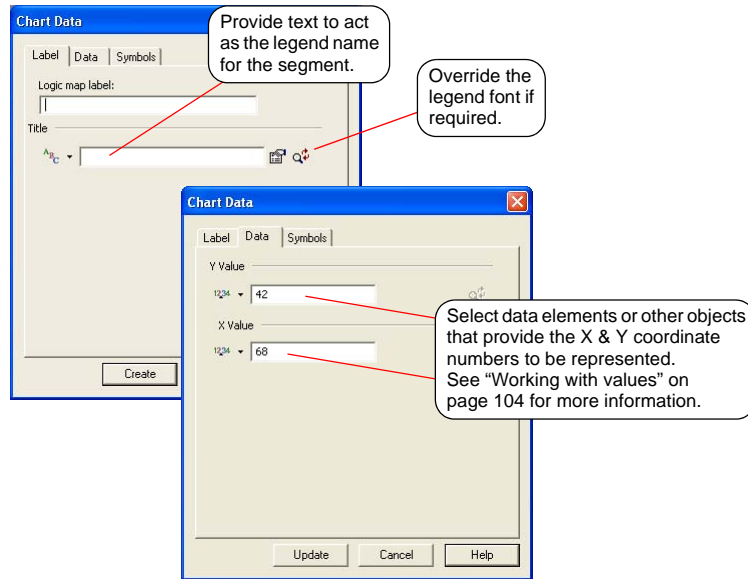 Chart Data
Provide text to act
as the legend name
for the segment.
Label Data Symbols
Logic map label:
Title
ABC
Override the
legend font if
required.
Create
Chart Data
Label Data Symbols
Y Value
1234 42
X Value
1234 68
Select data elements or other objects
that provide the X & Y coordinate
numbers to be represented.
See “Working with values” on
page 104 for more information.
Update Cancel Help